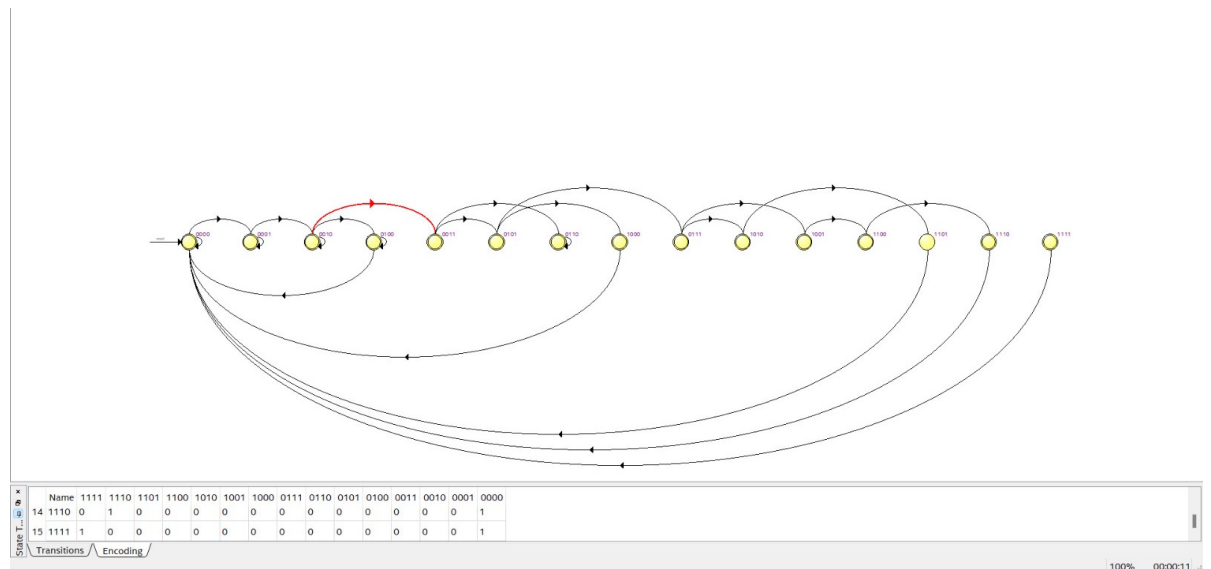 0000 0001 0010 0100 0011 0101 0110 1000 0111 1010 1001 1100 1101 1110 1111
Name 1111 1110 1101 1100 1010 1001 1000 0111 0110 0101 0100 0011 0010 0001 0000
14 1110 0 1 0 0 0 0 0 0 0 0 0 0 0 0 1
15 1111 1 0 0 0 0 0 0 0 0 0 0 0 0 0 1
State T...
Transitions Encoding
100% 00:00:11